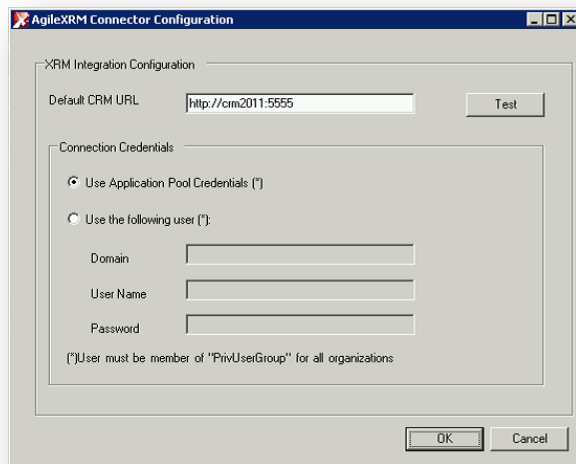 AgileXRM Connector Configuration
XRM Integration Configuration
Default CRM URL http://crm2011:5555 Test
Connection Credentials
Use Application Pool Credentials (*)
Use the following user (*):
Domain
User Name
Password
(*)User must be member of "PrivUserGroup" for all organizations
OK Cancel